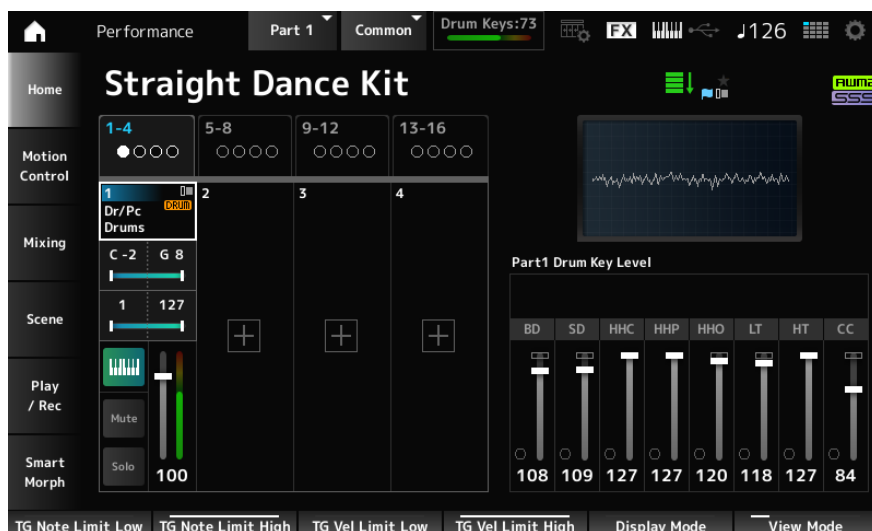 Performance
Part 1
Common
Drum Keys:73
FX
♩126
Home
Straight Dance Kit
1-4
5-8
9-12
13-16
Motion
Control
1
DRUM
Dr/Pc
Drums
2
3
4
Mixing
C -2
G 8
Part1 Drum Key Level
1
127
Scene
BD
SD
HHC
HHP
HHO
LT
HT
CC
Play
/ Rec
Mute
Smart
Morph
Solo
100
108
109
127
127
120
118
127
84
TG Note Limit Low
TG Note Limit High
TG Vel Limit Low
TG Vel Limit High
Display Mode
View Mode